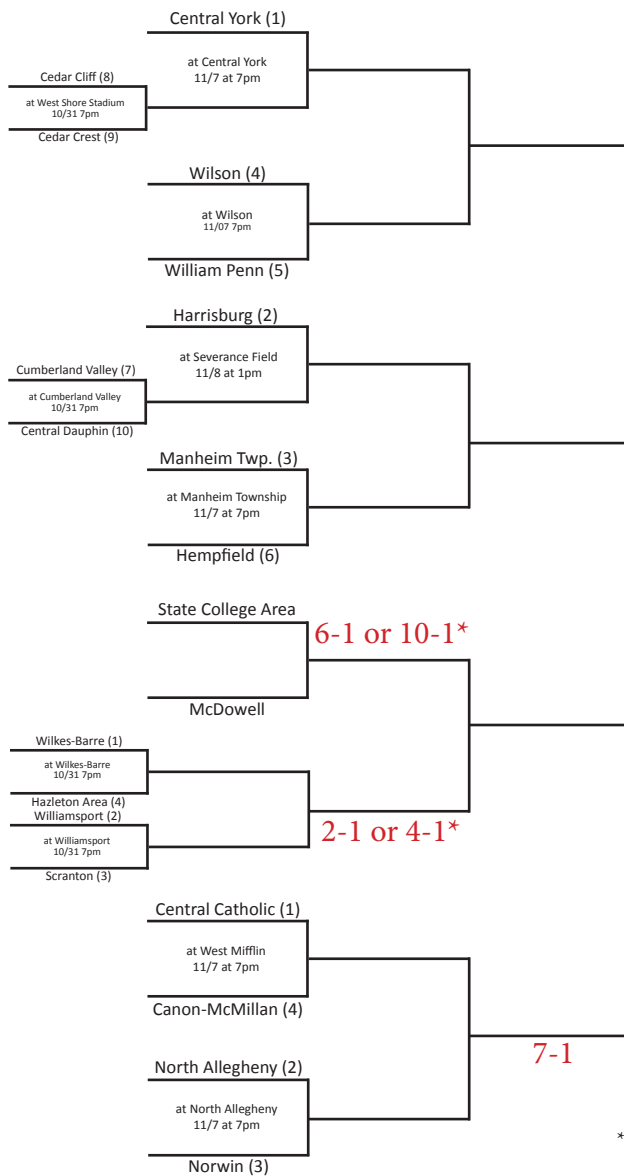 Central York (1)
at Central York
11/7 at 7pm
Cedar Cliff (8)
at West Shore Stadium
10/31 7pm
Cedar Crest (9)
Wilson (4)
at Wilson
11/07 7pm
William Penn (5)
Harrisburg (2)
at Severance Field
11/8 at 1pm
Cumberland Valley (7)
at Cumberland Valley
10/31 7pm
Central Dauphin (10)
Manheim Twp. (3)
at Manheim Township
11/7 at 7pm
Hempfield (6)
State College Area
6-1 or 10-1*
McDowell
Wilkes-Barre (1)
at Wilkes-Barre
10/31 7pm
Hazleton Area (4)
Williamsport (2)
at Williamsport
10/31 7pm
Scranton (3)
2-1 or 4-1*
Central Catholic (1)
at West Mifflin
11/7 at 7pm
Canon-McMillan (4)
7-1
North Allegheny (2)
at North Allegheny
11/7 at 7pm
Norwin (3)
*